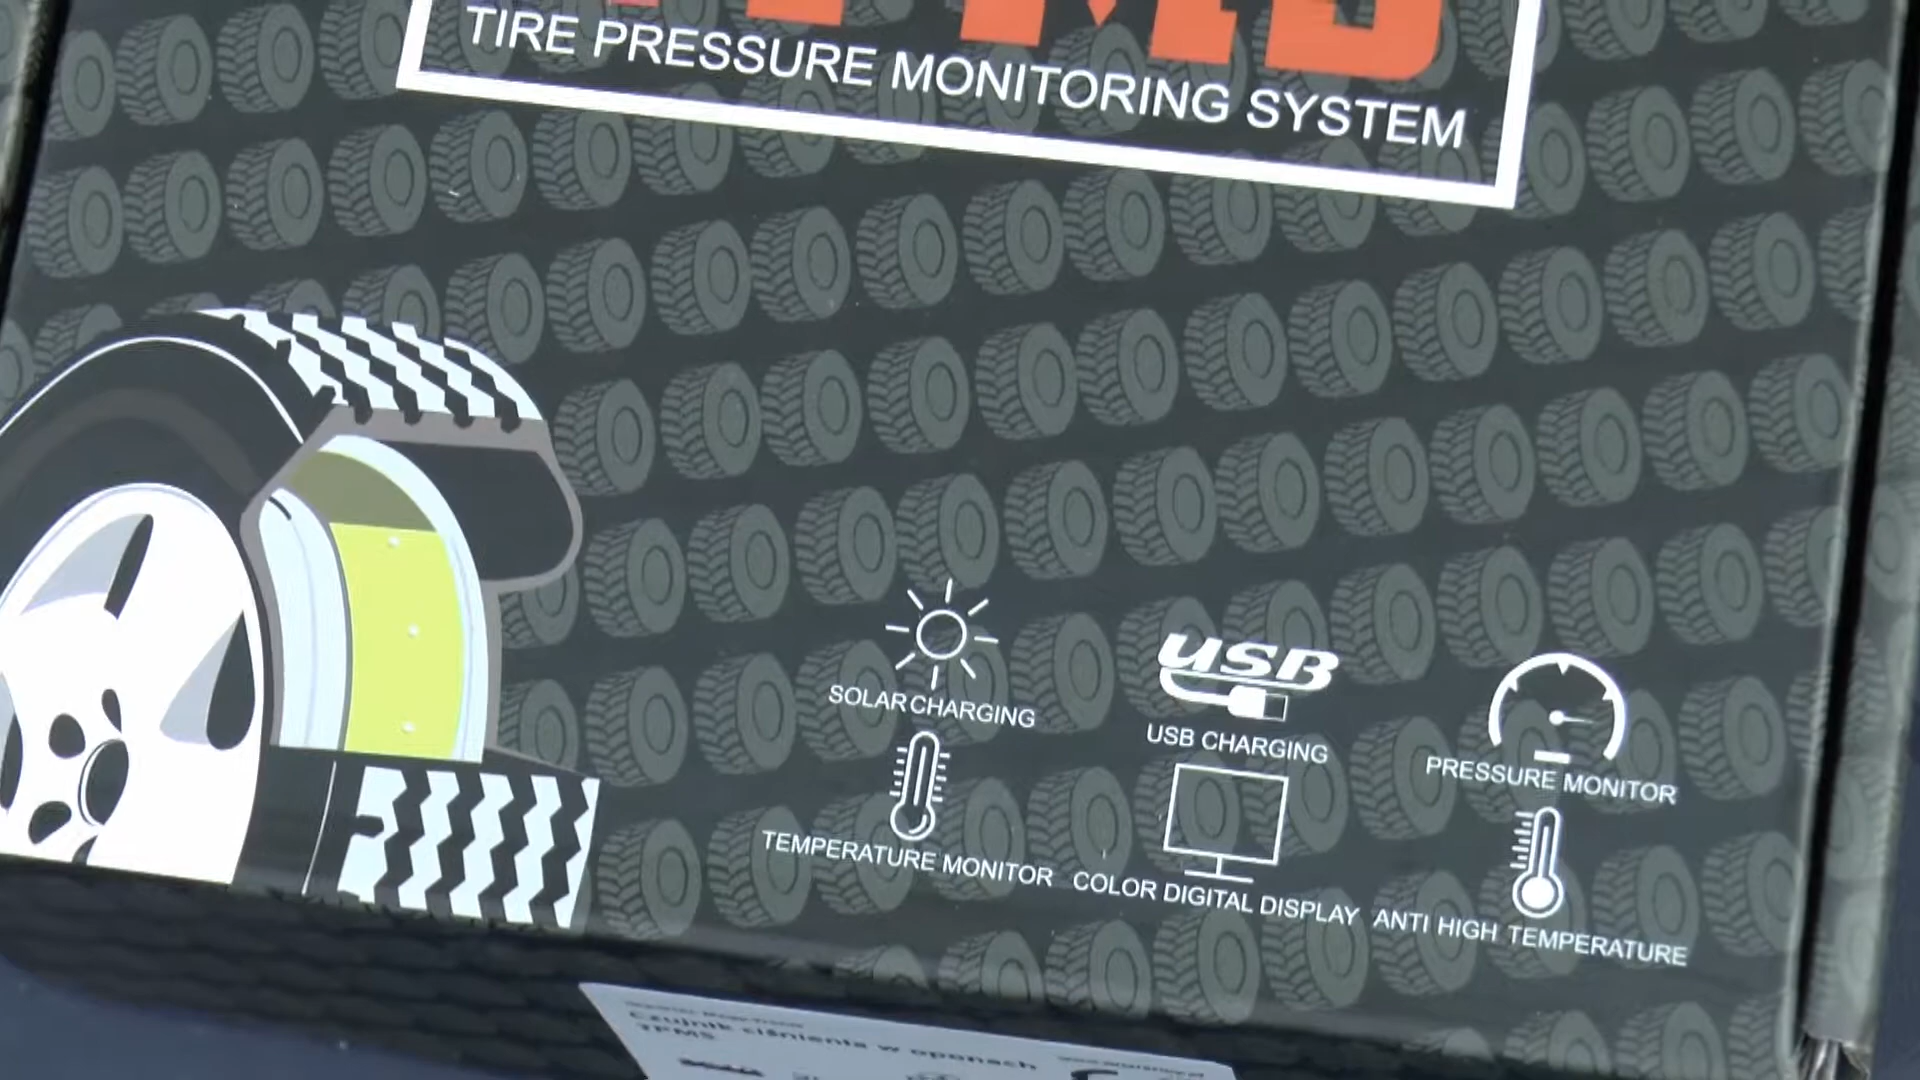 TPMS
TIRE PRESSURE MONITORING SYSTEM
SOLAR CHARGING
USB
USB CHARGING
PRESSURE MONITOR
TEMPERATURE MONITOR
COLOR DIGITAL DISPLAY
ANTI HIGH TEMPERATURE
Czujnik ciśnienia w oponach
TPMS